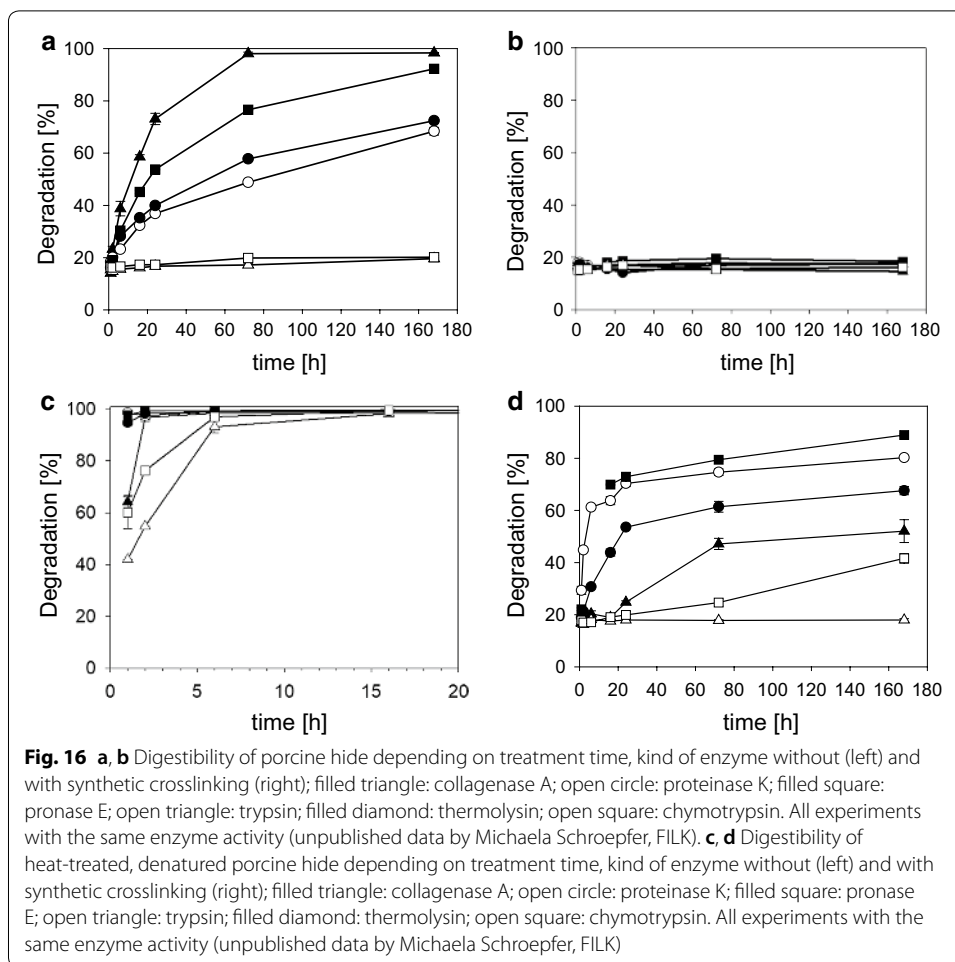 a
100
80
60
40
20
0
Degradation [%]
0 20 40 60 80 100 120 140 160 180
time [h]
b
100
80
60
40
20
0
Degradation [%]
0 20 40 60 80 100 120 140 160 180
time [h]
c
100
80
60
40
20
0
Degradation [%]
0 5 10 15 20
time [h]
d
100
80
60
40
20
0
Degradation [%]
0 20 40 60 80 100 120 140 160 180
time [h]
Fig. 16 a, b Digestibility of porcine hide depending on treatment time, kind of enzyme without (left) and
with synthetic crosslinking (right); filled triangle: collagenase A; open circle: proteinase K; filled square:
pronase E; open triangle: trypsin; filled diamond: thermolysin; open square: chymotrypsin. All experiments
with the same enzyme activity (unpublished data by Michaela Schroepfer, FILK). c, d Digestibility of
heat-treated, denatured porcine hide depending on treatment time, kind of enzyme without (left) and with
synthetic crosslinking (right); filled triangle: collagenase A; open circle: proteinase K; filled square: pronase
E; open triangle: trypsin; filled diamond: thermolysin; open square: chymotrypsin. All experiments with the
same enzyme activity (unpublished data by Michaela Schroepfer, FILK)